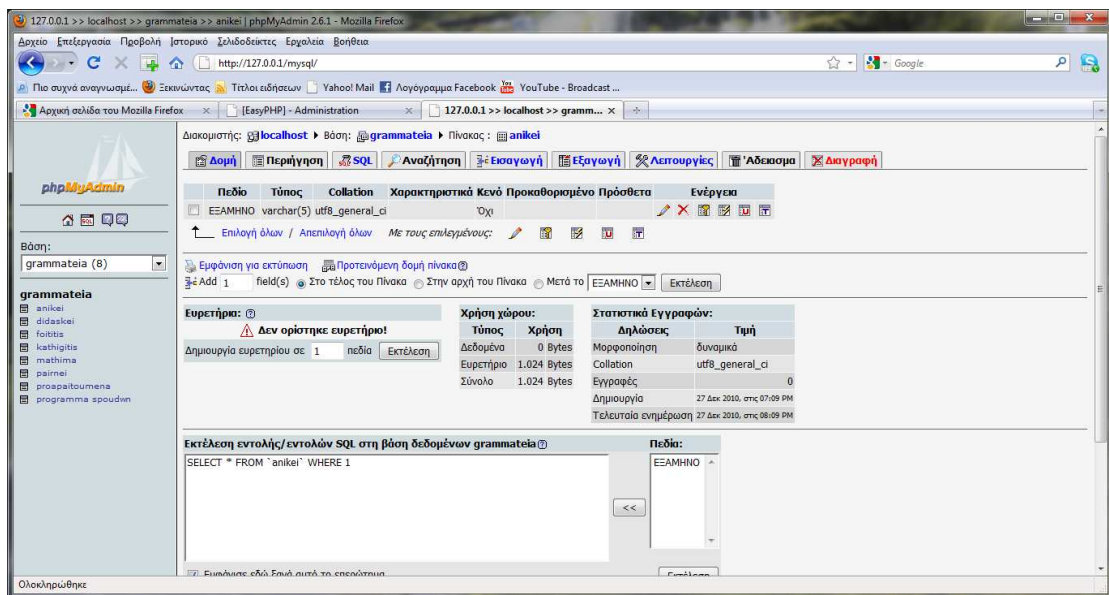 127.0.0.1 >> localhost >> grammateia >> anikei | phpMyAdmin 2.6.1 - Mozilla Firefox
Αρχείο Επεξεργασία Προβολή Ιστορικό Σελιδοδείκτες Εργαλεία Βοήθεια
http://127.0.0.1/mysql/ Google
Πιο συχνά αναγνωσμέ... Ξεκινώντας Τίτλοι ειδήσεων Yahoo! Mail Λογόγραμμα Facebook YouTube - Broadcast ...
Αρχική σελίδα του Mozilla Firefox [EasyPHP] - Administration 127.0.0.1 >> localhost >> gramm...
phpMyAdmin
Βάση:
grammateia (8)
grammateia
anikei
didaskei
foititis
kathigitis
mathima
pairnei
proapaitoumena
programma spoudwn
Διακομιστής: localhost Βάση: grammateia Πίνακας : anikei
Δομή Περιήγηση SQL Αναζήτηση Εισαγωγή Εξαγωγή Λειτουργίες 'Αδειασμα Διαγραφή
Πεδίο Τύπος Collation Χαρακτηριστικά Κενό Προκαθορισμένο Πρόσθετα Ενέργεια
ΕΞΑΜΗΝΟ varchar(5) utf8_general_ci Όχι
Επιλογή όλων / Απεπιλογή όλων Με τους επιλεγμένους:
Εμφάνιση για εκτύπωση Προτεινόμενη δομή πίνακα
Add 1 field(s) Στο τέλος του Πίνακα Στην αρχή του Πίνακα Μετά το ΕΞΑΜΗΝΟ Εκτέλεση
Ευρετήρια:
Δεν ορίστηκε ευρετήριο!
Δημιουργία ευρετηρίου σε 1 πεδία Εκτέλεση
Χρήση χώρου:
Τύπος Χρήση
Δεδομένα 0 Bytes
Ευρετήριο 1.024 Bytes
Σύνολο 1.024 Bytes
Στατιστικά Εγγραφών:
Δηλώσεις Τιμή
Μορφοποίηση δυναμικά
Collation utf8_general_ci
Εγγραφές 0
Δημιουργία 27 Δεκ 2010, στις 07:09 PM
Τελευταία ενημέρωση 27 Δεκ 2010, στις 08:09 PM
Εκτέλεση εντολής/εντολών SQL στη βάση δεδομένων grammateia
SELECT * FROM `anikei` WHERE 1
Πεδία:
ΕΞΑΜΗΝΟ
<<
Εμφάνισε εδώ ξανά αυτό το ερώτημα Εκτέλεση
Ολοκληρώθηκε